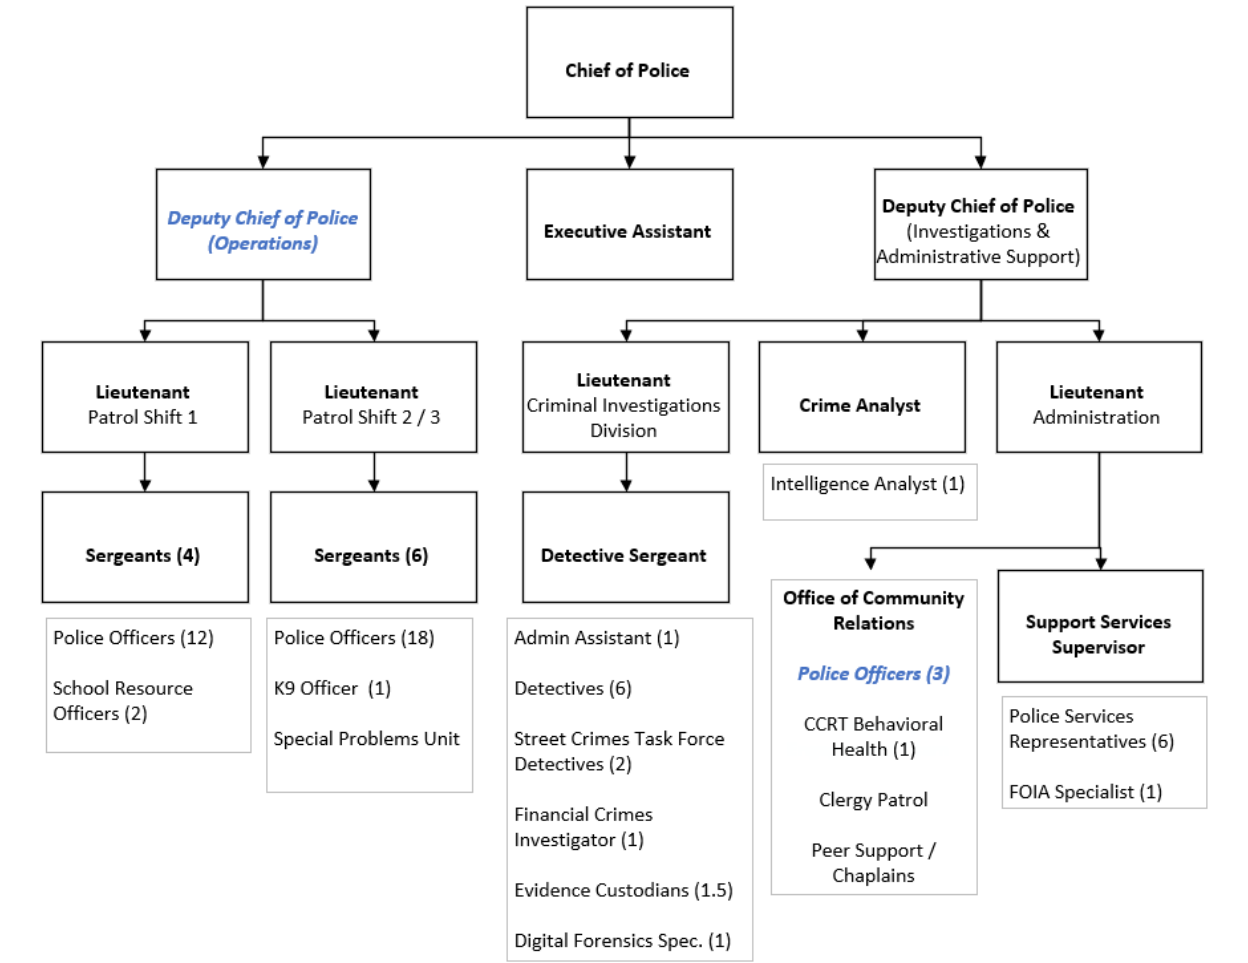 Chief of Police
Deputy Chief of Police
(Operations)
Executive Assistant
Deputy Chief of Police
(Investigations &
Administrative Support)
Lieutenant
Patrol Shift 1
Lieutenant
Patrol Shift 2 / 3
Lieutenant
Criminal Investigations
Division
Crime Analyst
Lieutenant
Administration
Intelligence Analyst (1)
Sergeants (4)
Sergeants (6)
Detective Sergeant
Police Officers (12)
School Resource
Officers (2)
Police Officers (18)
K9 Officer (1)
Special Problems Unit
Admin Assistant (1)
Detectives (6)
Street Crimes Task Force
Detectives (2)
Financial Crimes
Investigator (1)
Evidence Custodians (1.5)
Digital Forensics Spec. (1)
Office of Community
Relations
Police Officers (3)
CCRT Behavioral
Health (1)
Clergy Patrol
Peer Support /
Chaplains
Support Services
Supervisor
Police Services
Representatives (6)
FOIA Specialist (1)